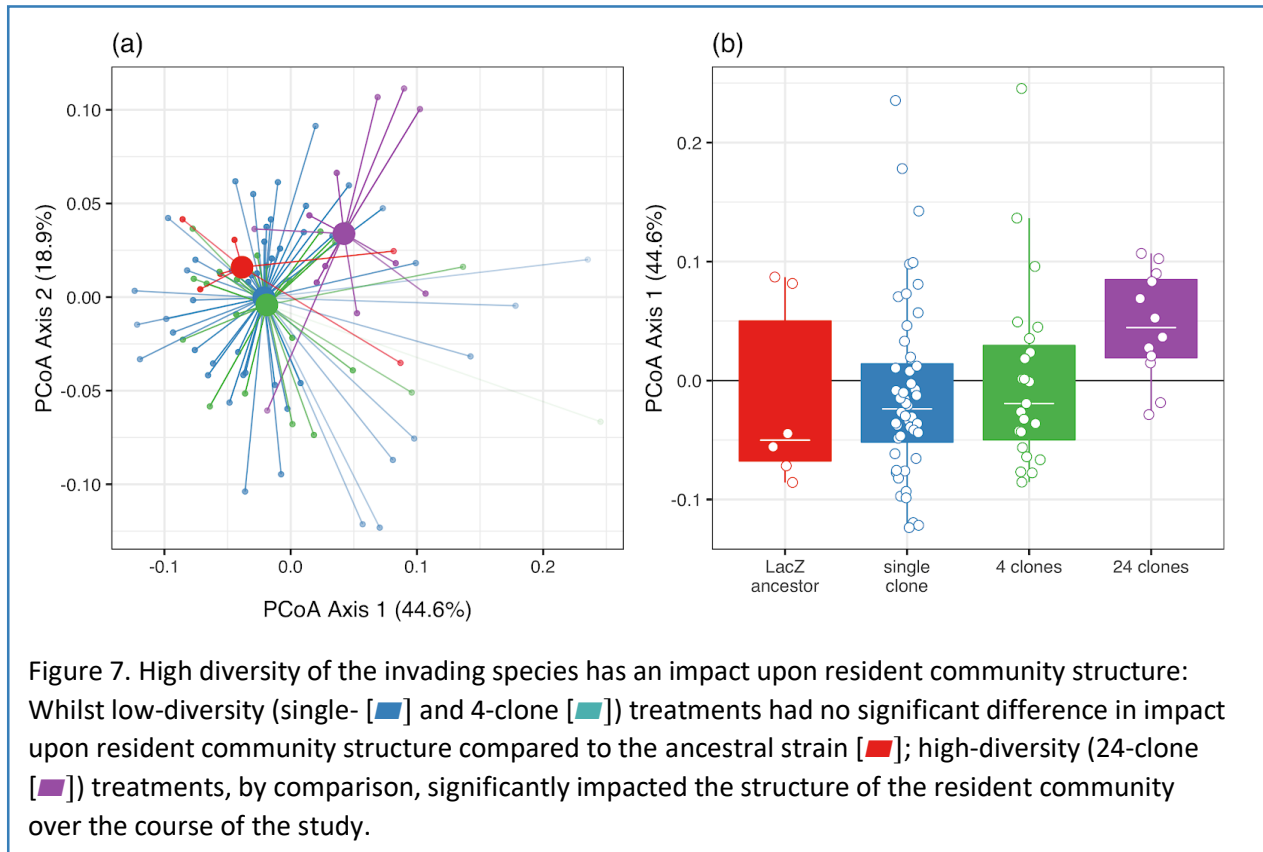 (a)
(b)
0.10
0.05
0.00
-0.05
-0.10
PCoA Axis 2 (18.9%)
-0.1
0.0
0.1
0.2
PCoA Axis 1 (44.6%)
0.2
0.1
0.0
-0.1
PCoA Axis 1 (44.6%)
LacZ
ancestor
single
clone
4 clones
24 clones
Figure 7. High diversity of the invading species has an impact upon resident community structure:
Whilst low-diversity (single- [ ] and 4-clone [ ]) treatments had no significant difference in impact
upon resident community structure compared to the ancestral strain [ ]; high-diversity (24-clone
[ ]) treatments, by comparison, significantly impacted the structure of the resident community
over the course of the study.